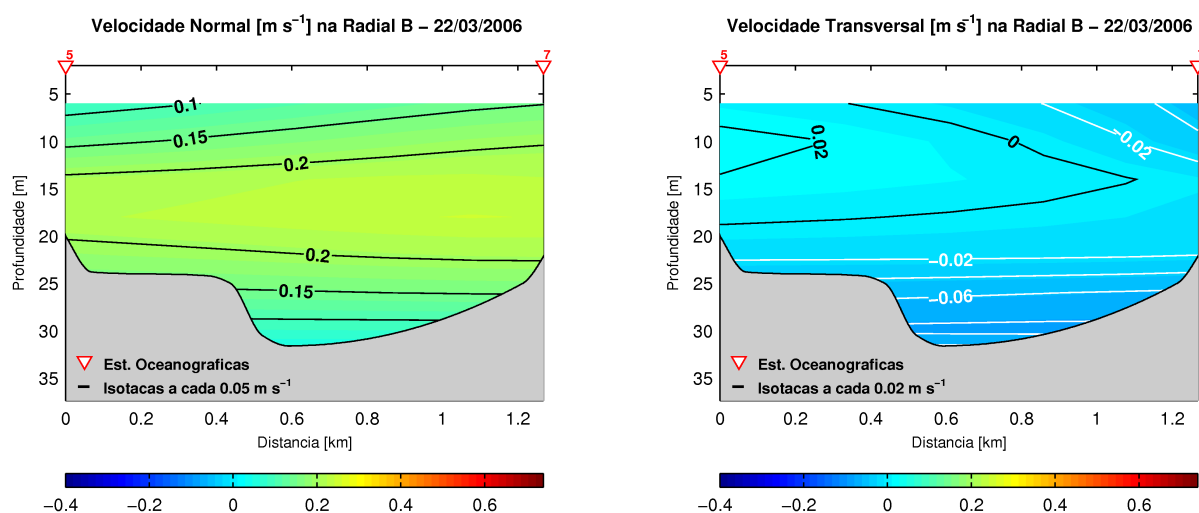 Velocidade Normal [m s⁻¹] na Radial B − 22/03/2006
5
7
5
10
15
20
25
30
35
Profundidade [m]
0.1
0.15
0.2
0.2
0.15
Est. Oceanograficas
Isotacas a cada 0.05 m s⁻¹
0 0.2 0.4 0.6 0.8 1 1.2
Distancia [km]
−0.4 −0.2 0 0.2 0.4 0.6
Velocidade Transversal [m s⁻¹] na Radial B − 22/03/2006
5
5
10
15
20
25
30
35
Profundidade [m]
0.02
0
−0.02
−0.02
−0.06
Est. Oceanograficas
Isotacas a cada 0.02 m s⁻¹
0 0.2 0.4 0.6 0.8 1 1.2
Distancia [km]
−0.4 −0.2 0 0.2 0.4 0.6